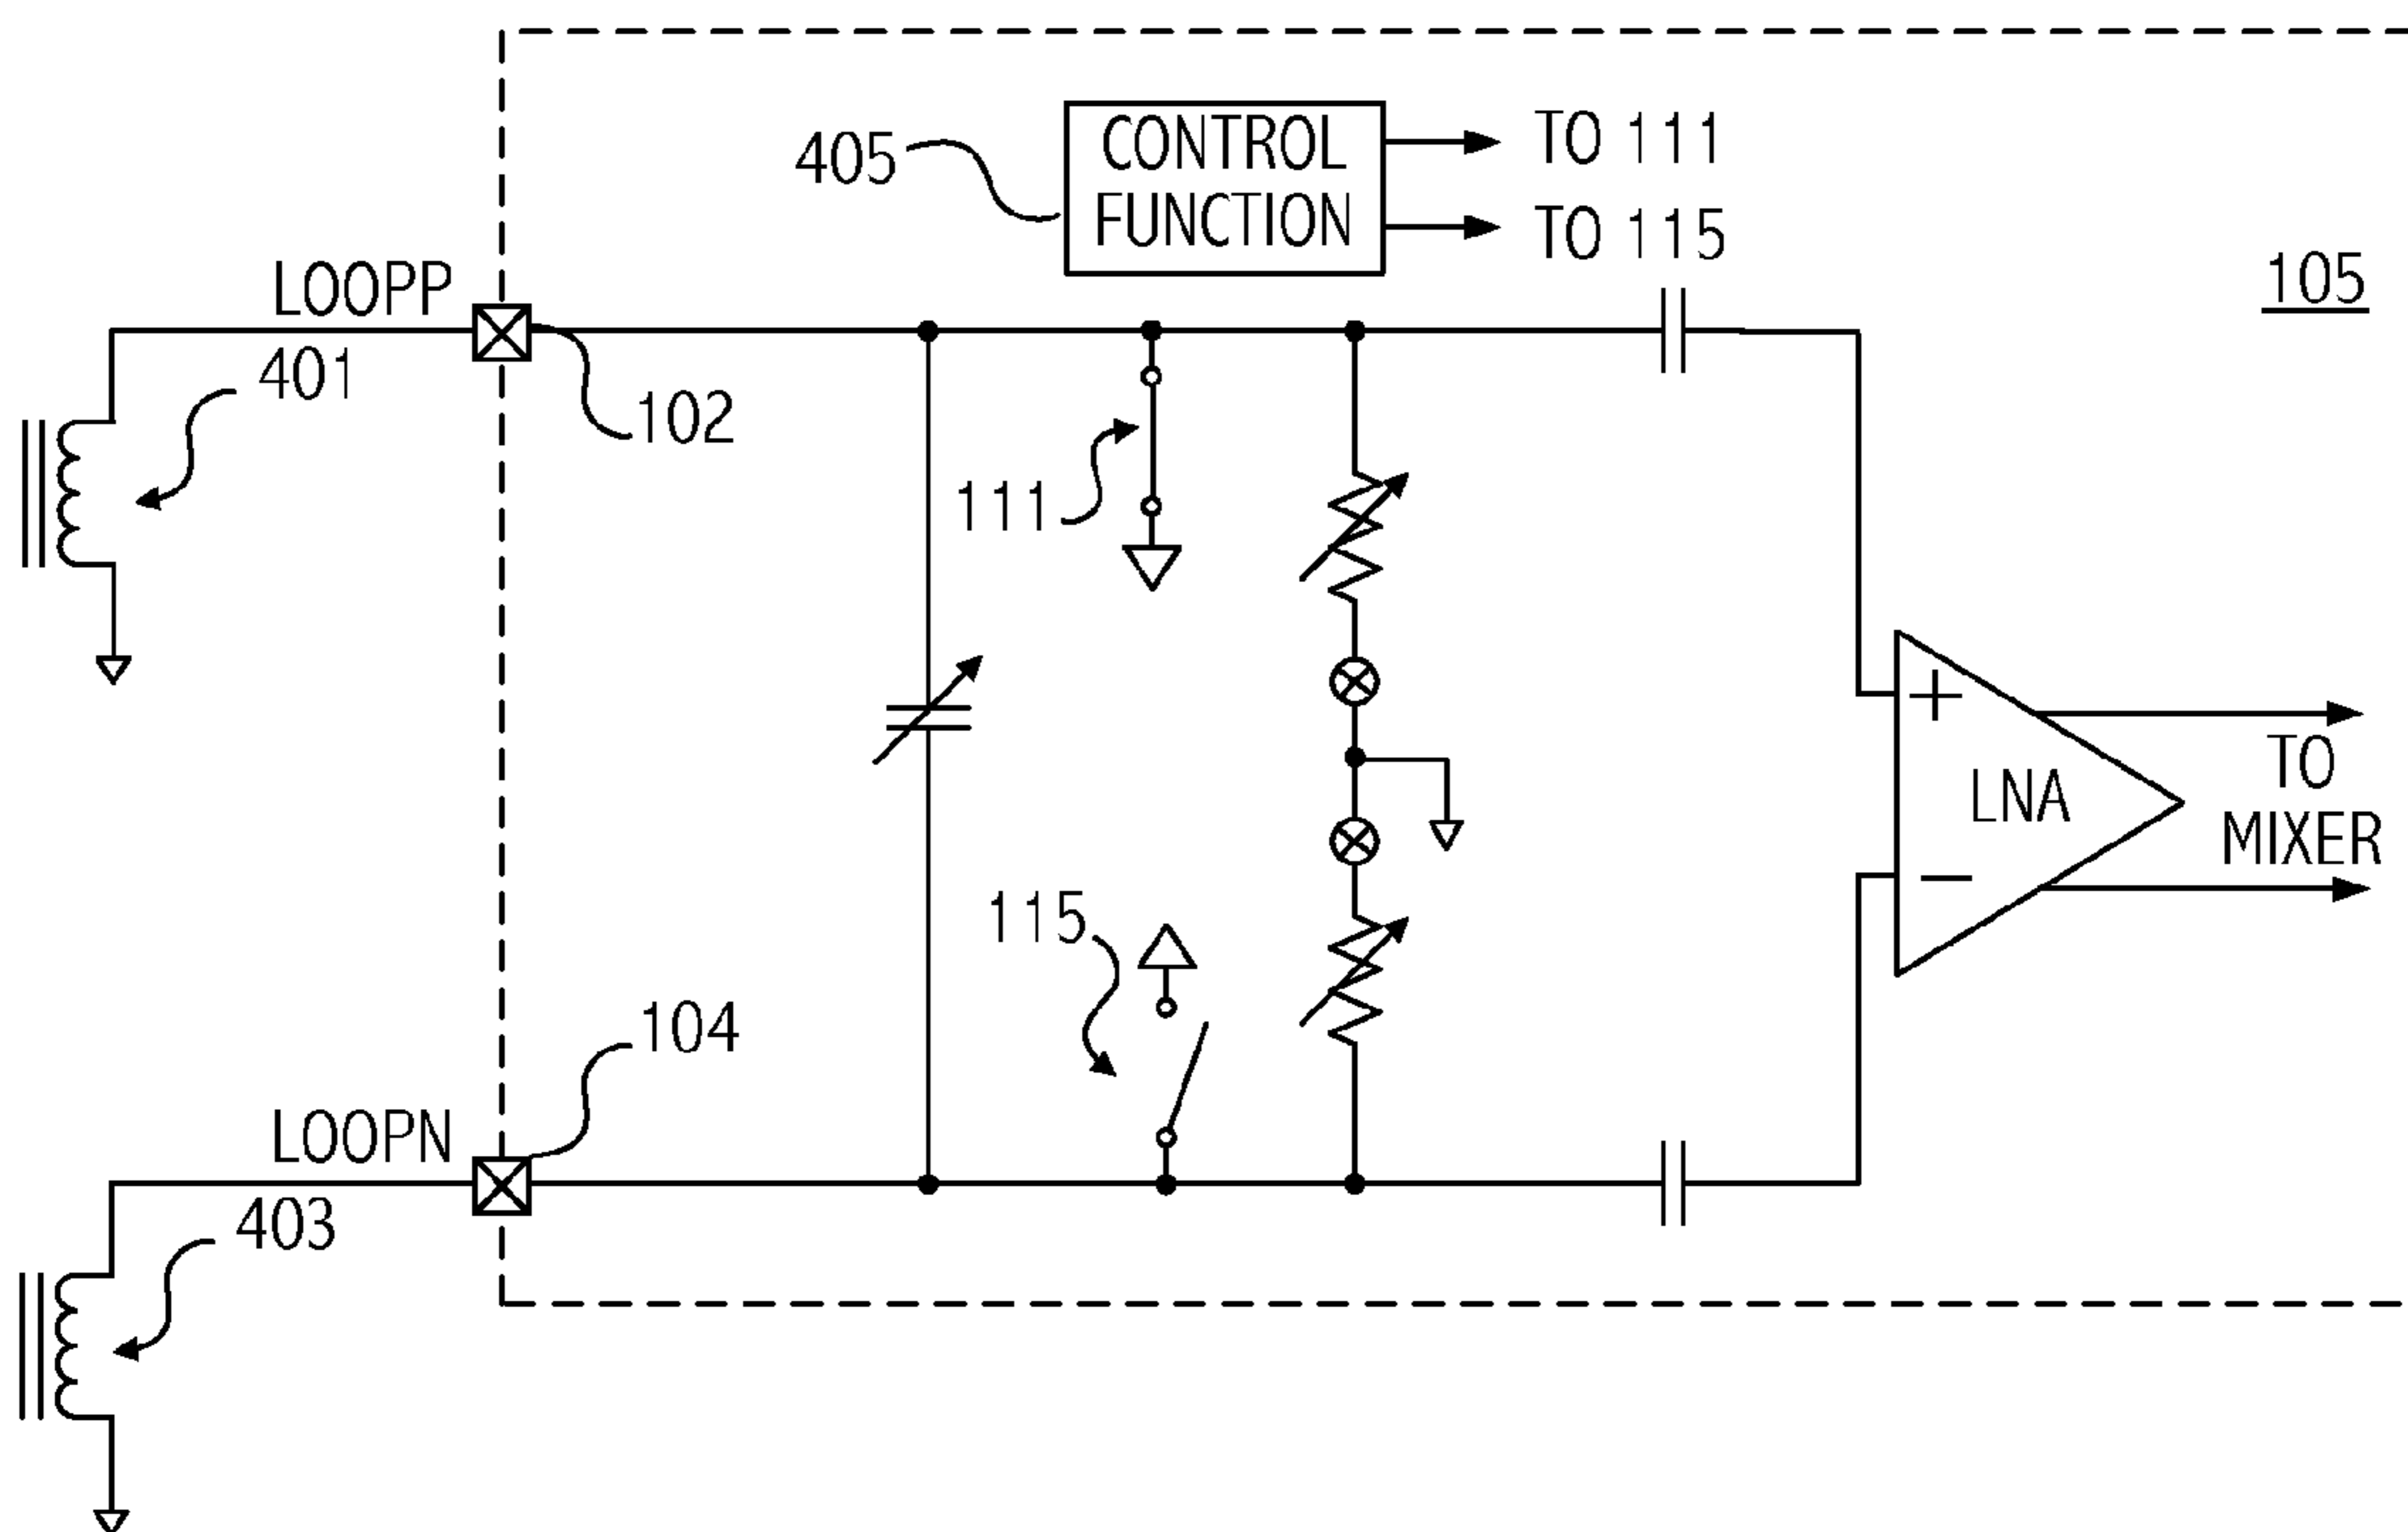 405
CONTROL
FUNCTION
TO 111
TO 115
105
LOOPP
401
102
111
+
LNA
−
TO
MIXER
115
104
LOOPN
403